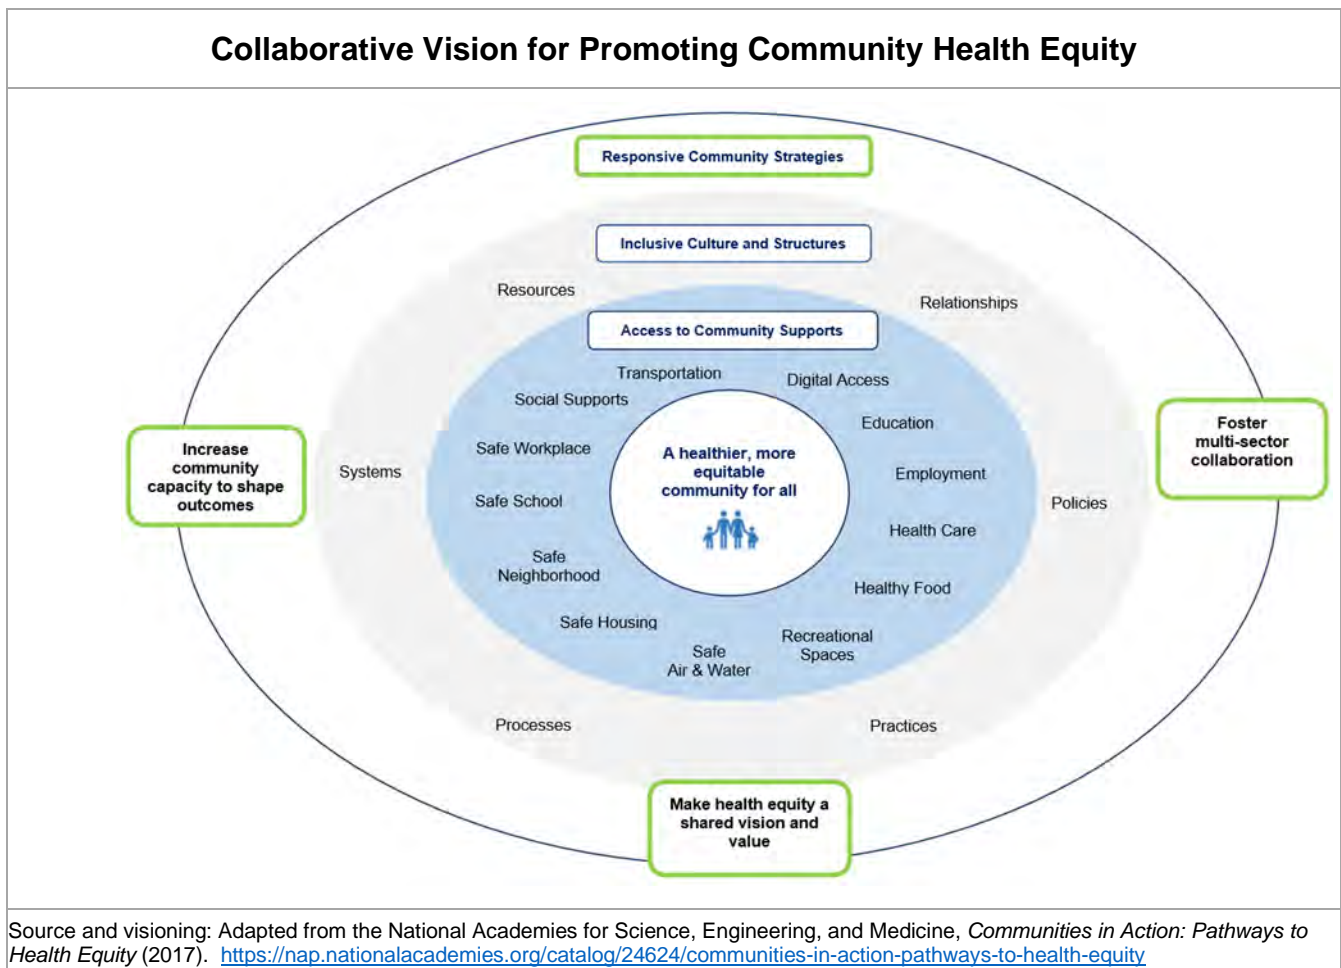 Collaborative Vision for Promoting Community Health Equity
Responsive Community Strategies
Inclusive Culture and Structures
Resources
Relationships
Access to Community Supports
Transportation
Digital Access
Social Supports
Education
Safe Workplace
Employment
Safe School
Health Care
Safe
Neighborhood
Healthy Food
Safe Housing
Recreational
Spaces
Safe
Air & Water
A healthier, more
equitable
community for all
Increase
community
capacity to shape
outcomes
Systems
Policies
Foster
multi-sector
collaboration
Processes
Practices
Make health equity a
shared vision and
value
Source and visioning: Adapted from the National Academies for Science, Engineering, and Medicine, Communities in Action: Pathways to
Health Equity (2017). https://nap.nationalacademies.org/catalog/24624/communities-in-action-pathways-to-health-equity